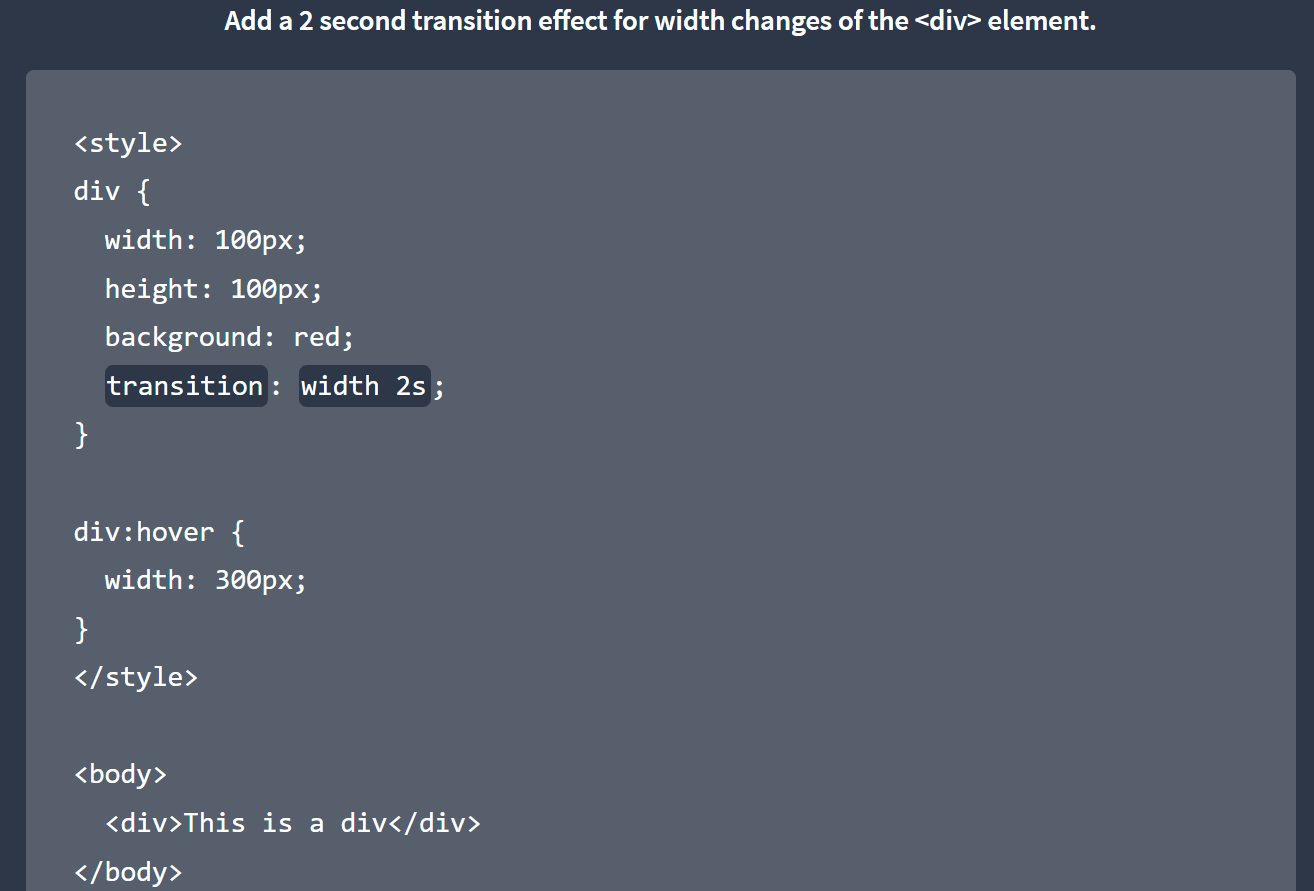 Add a 2 second transition effect for width changes of the <div> element.
<style>
div {
  width: 100px;
  height: 100px;
  background: red;
  transition: width 2s;
}
div:hover {
  width: 300px;
}
</style>
<body>
  <div>This is a div</div>
</body>